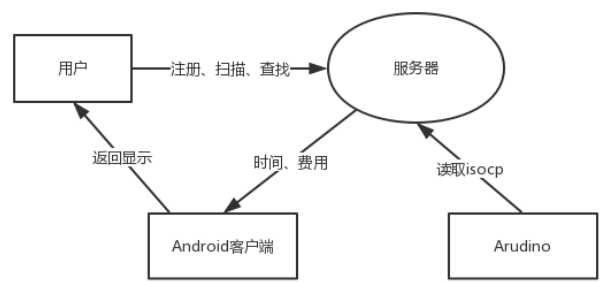 用户
注册、扫描、查找
服务器
返回显示
时间、费用
读取isocp
Android客户端
Arudino